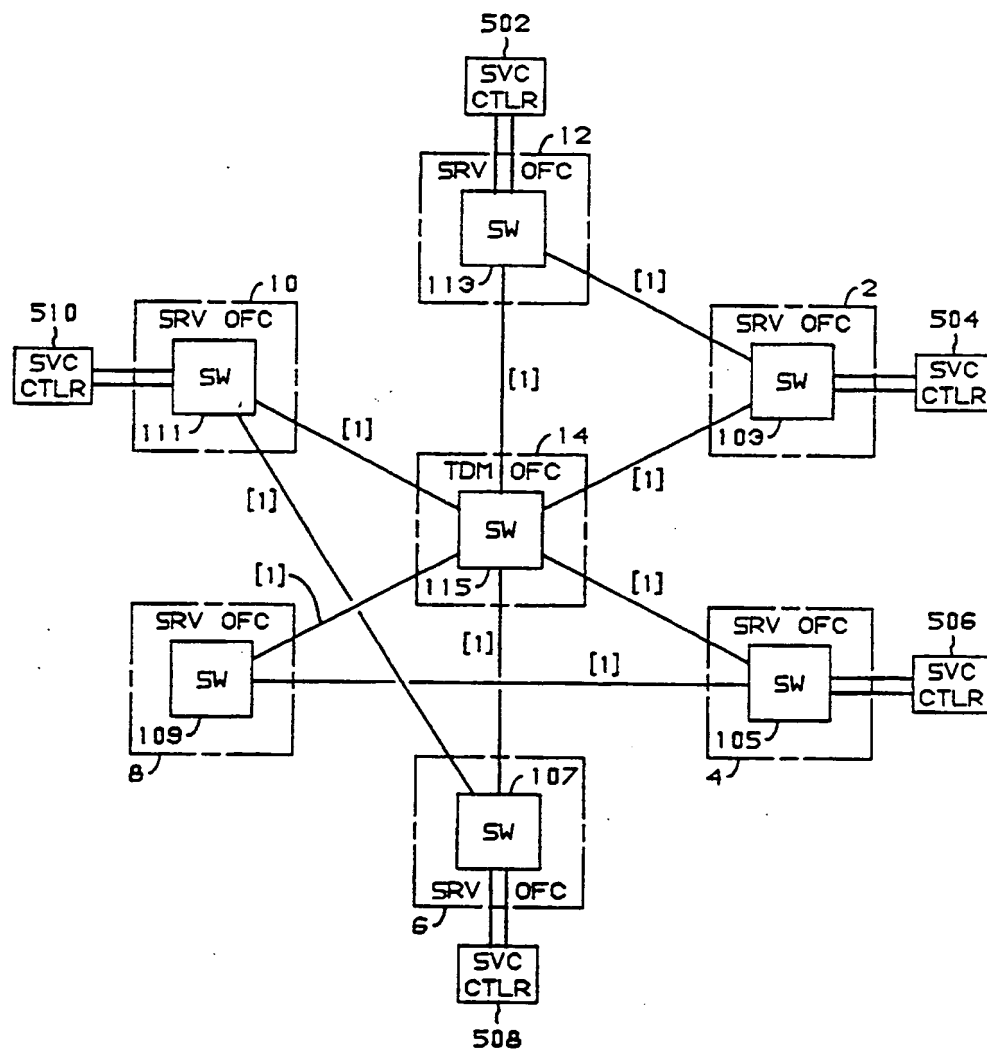 502
SVC
CTLR
12
SRV OFC
SW
113
[1]
10
SRV OFC
SW
111
510
SVC
CTLR
2
SRV OFC
SW
103
504
SVC
CTLR
[1]
[1]
[1]
[1]
14
TDM OFC
SW
115
[1]
[1]
[1]
[1]
8
SRV OFC
SW
109
SRV OFC
SW
105
4
506
SVC
CTLR
107
SW
SRV OFC
6
SVC
CTLR
508